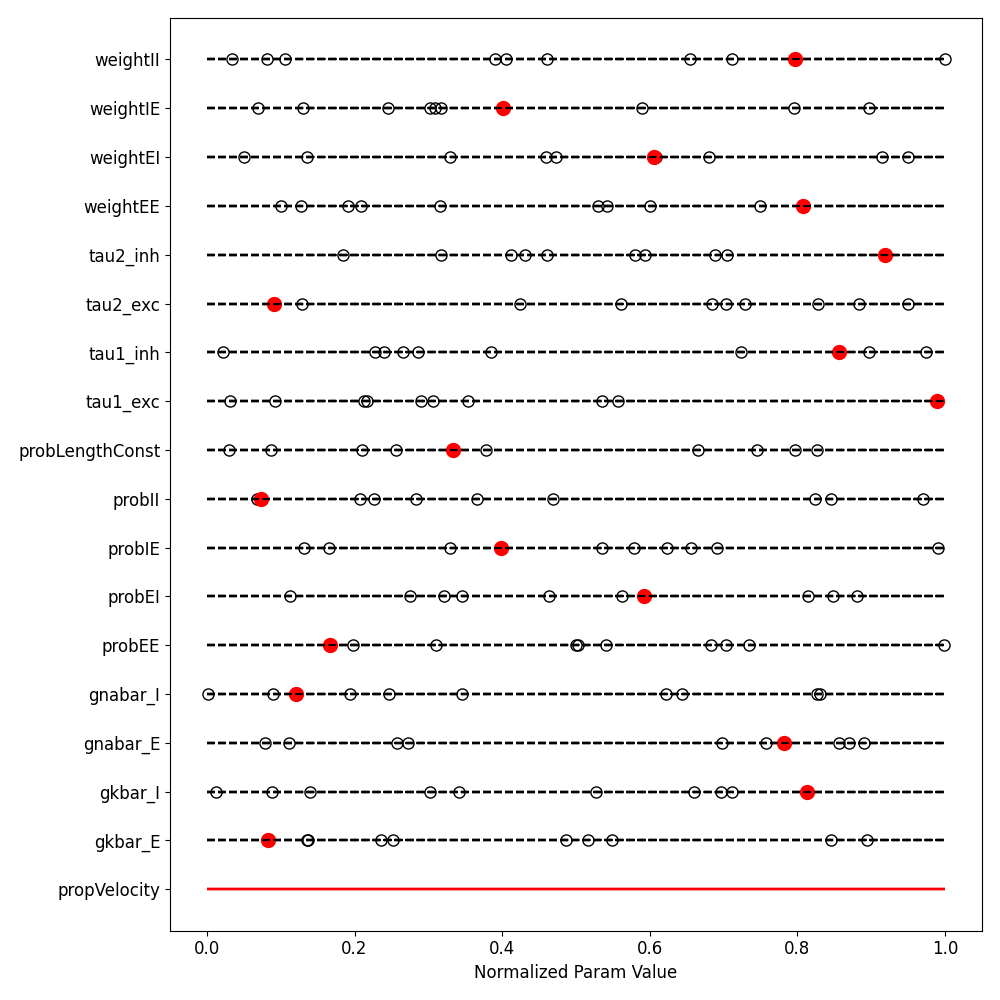 weightII
weightIE
weightEI
weightEE
tau2_inh
tau2_exc
tau1_inh
tau1_exc
probLengthConst
probII
probIE
probEI
probEE
gnabar_I
gnabar_E
gkbar_I
gkbar_E
propVelocity
0.0 0.2 0.4 0.6 0.8 1.0
Normalized Param Value